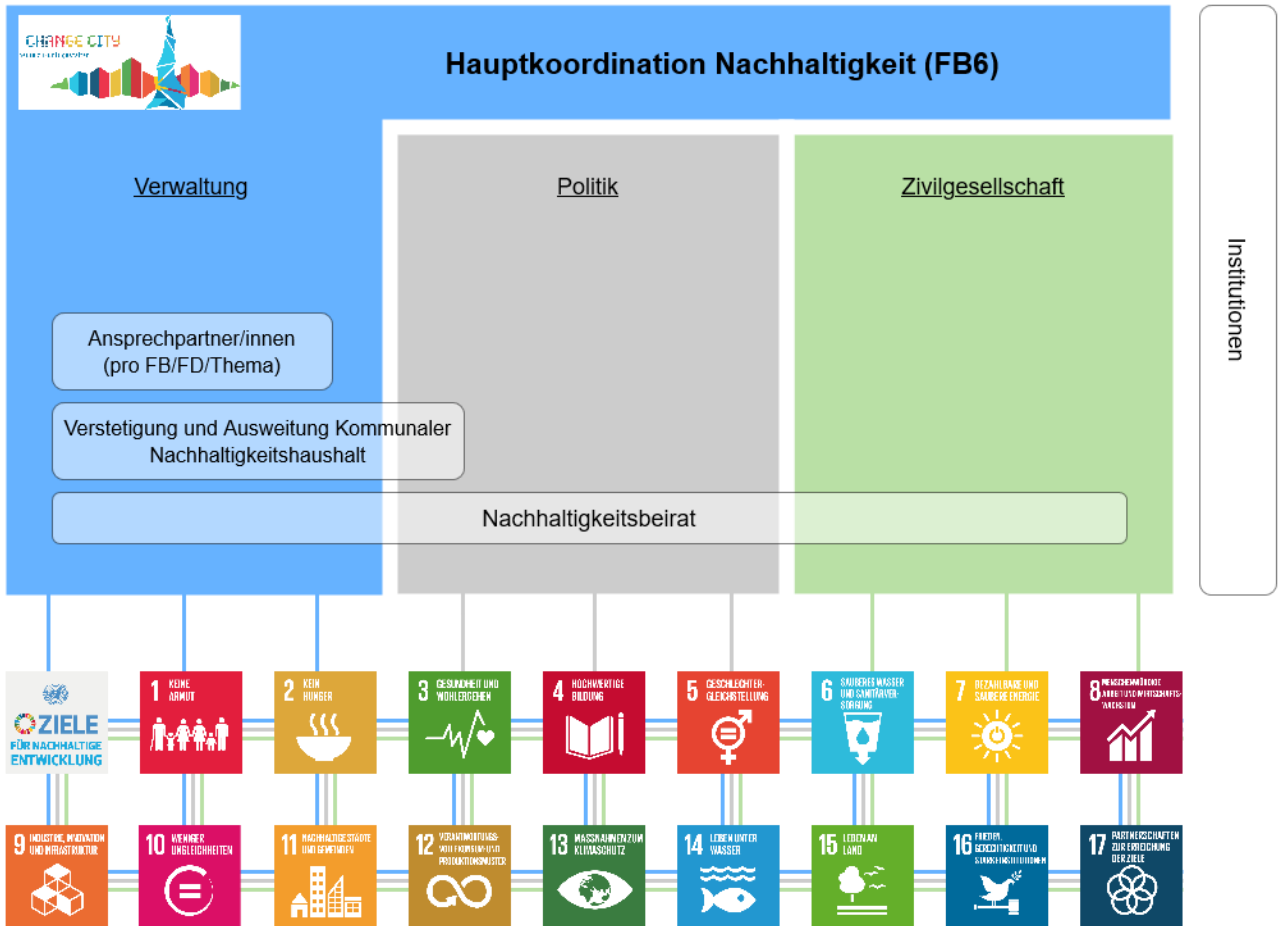 CHANGE CITY
Hauptkoordination Nachhaltigkeit (FB6)
Verwaltung
Politik
Zivilgesellschaft
Institutionen
Ansprechpartner/innen
(pro FB/FD/Thema)
Verstetigung und Ausweitung Kommunaler
Nachhaltigkeitshaushalt
Nachhaltigkeitsbeirat
ZIELE
FÜR NACHHALTIGE
ENTWICKLUNG
1 KEINE
ARMUT
2 KEIN
HUNGER
3 GESUNDHEIT UND
WOHLERGEHEN
4 HOCHWERTIGE
BILDUNG
5 GESCHLECHTER-
GLEICHSTELLUNG
6 SAUBERES WASSER
UND SANITÄRVER-
SORGUNG
7 BEZAHLBARE UND
SAUBERE ENERGIE
8 MENSCHENWÜRDIGE
ARBEIT UND WIRTSCHAFTS-
WACHSTUM
9 INDUSTRIE, INNOVATION
UND INFRASTRUKTUR
10 WENIGER
UNGLEICHHEITEN
11 NACHHALTIGE STÄDTE
UND GEMEINDEN
12 VERANTWORTUNGS-
VOLLE KONSUM- UND
PRODUKTIONSMUSTER
13 MASSNAHMEN ZUM
KLIMASCHUTZ
14 LEBEN UNTER
WASSER
15 LEBEN AN
LAND
16 FRIEDEN,
GERECHTIGKEIT UND
STARKE INSTITUTIONEN
17 PARTNERSCHAFTEN
ZUR ERREICHUNG
DER ZIELE